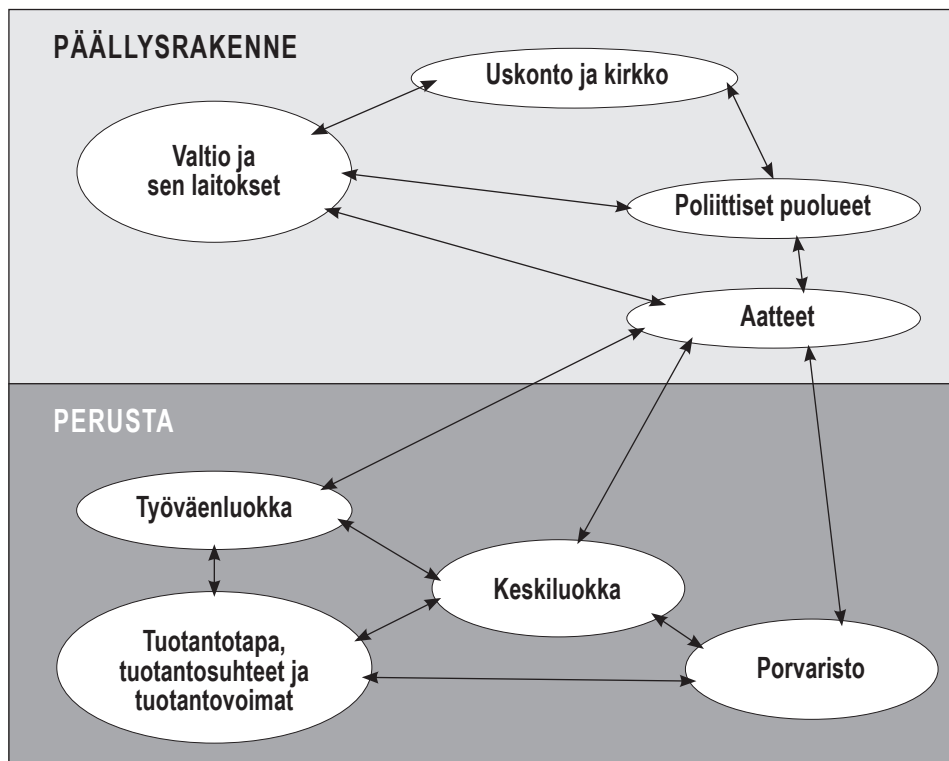 PÄÄLLYSRAKENNE
Uskonto ja kirkko
Valtio ja
sen laitokset
Poliittiset puolueet
Aatteet
PERUSTA
Työväenluokka
Keskiluokka
Tuotantotapa,
tuotantosuhteet ja
tuotantovoimat
Porvaristo